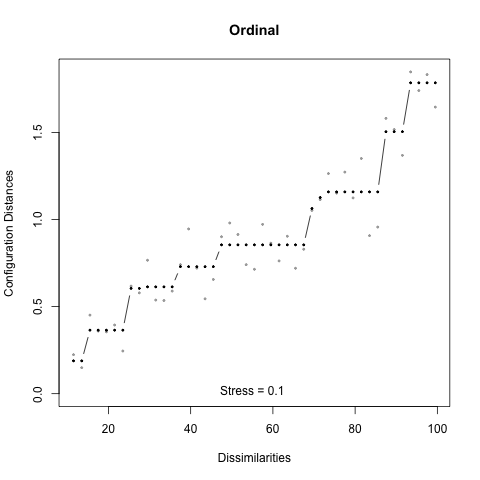 Ordinal
Configuration Distances
1.5
1.0
0.5
0.0
Stress = 0.1
20 40 60 80 100
Dissimilarities